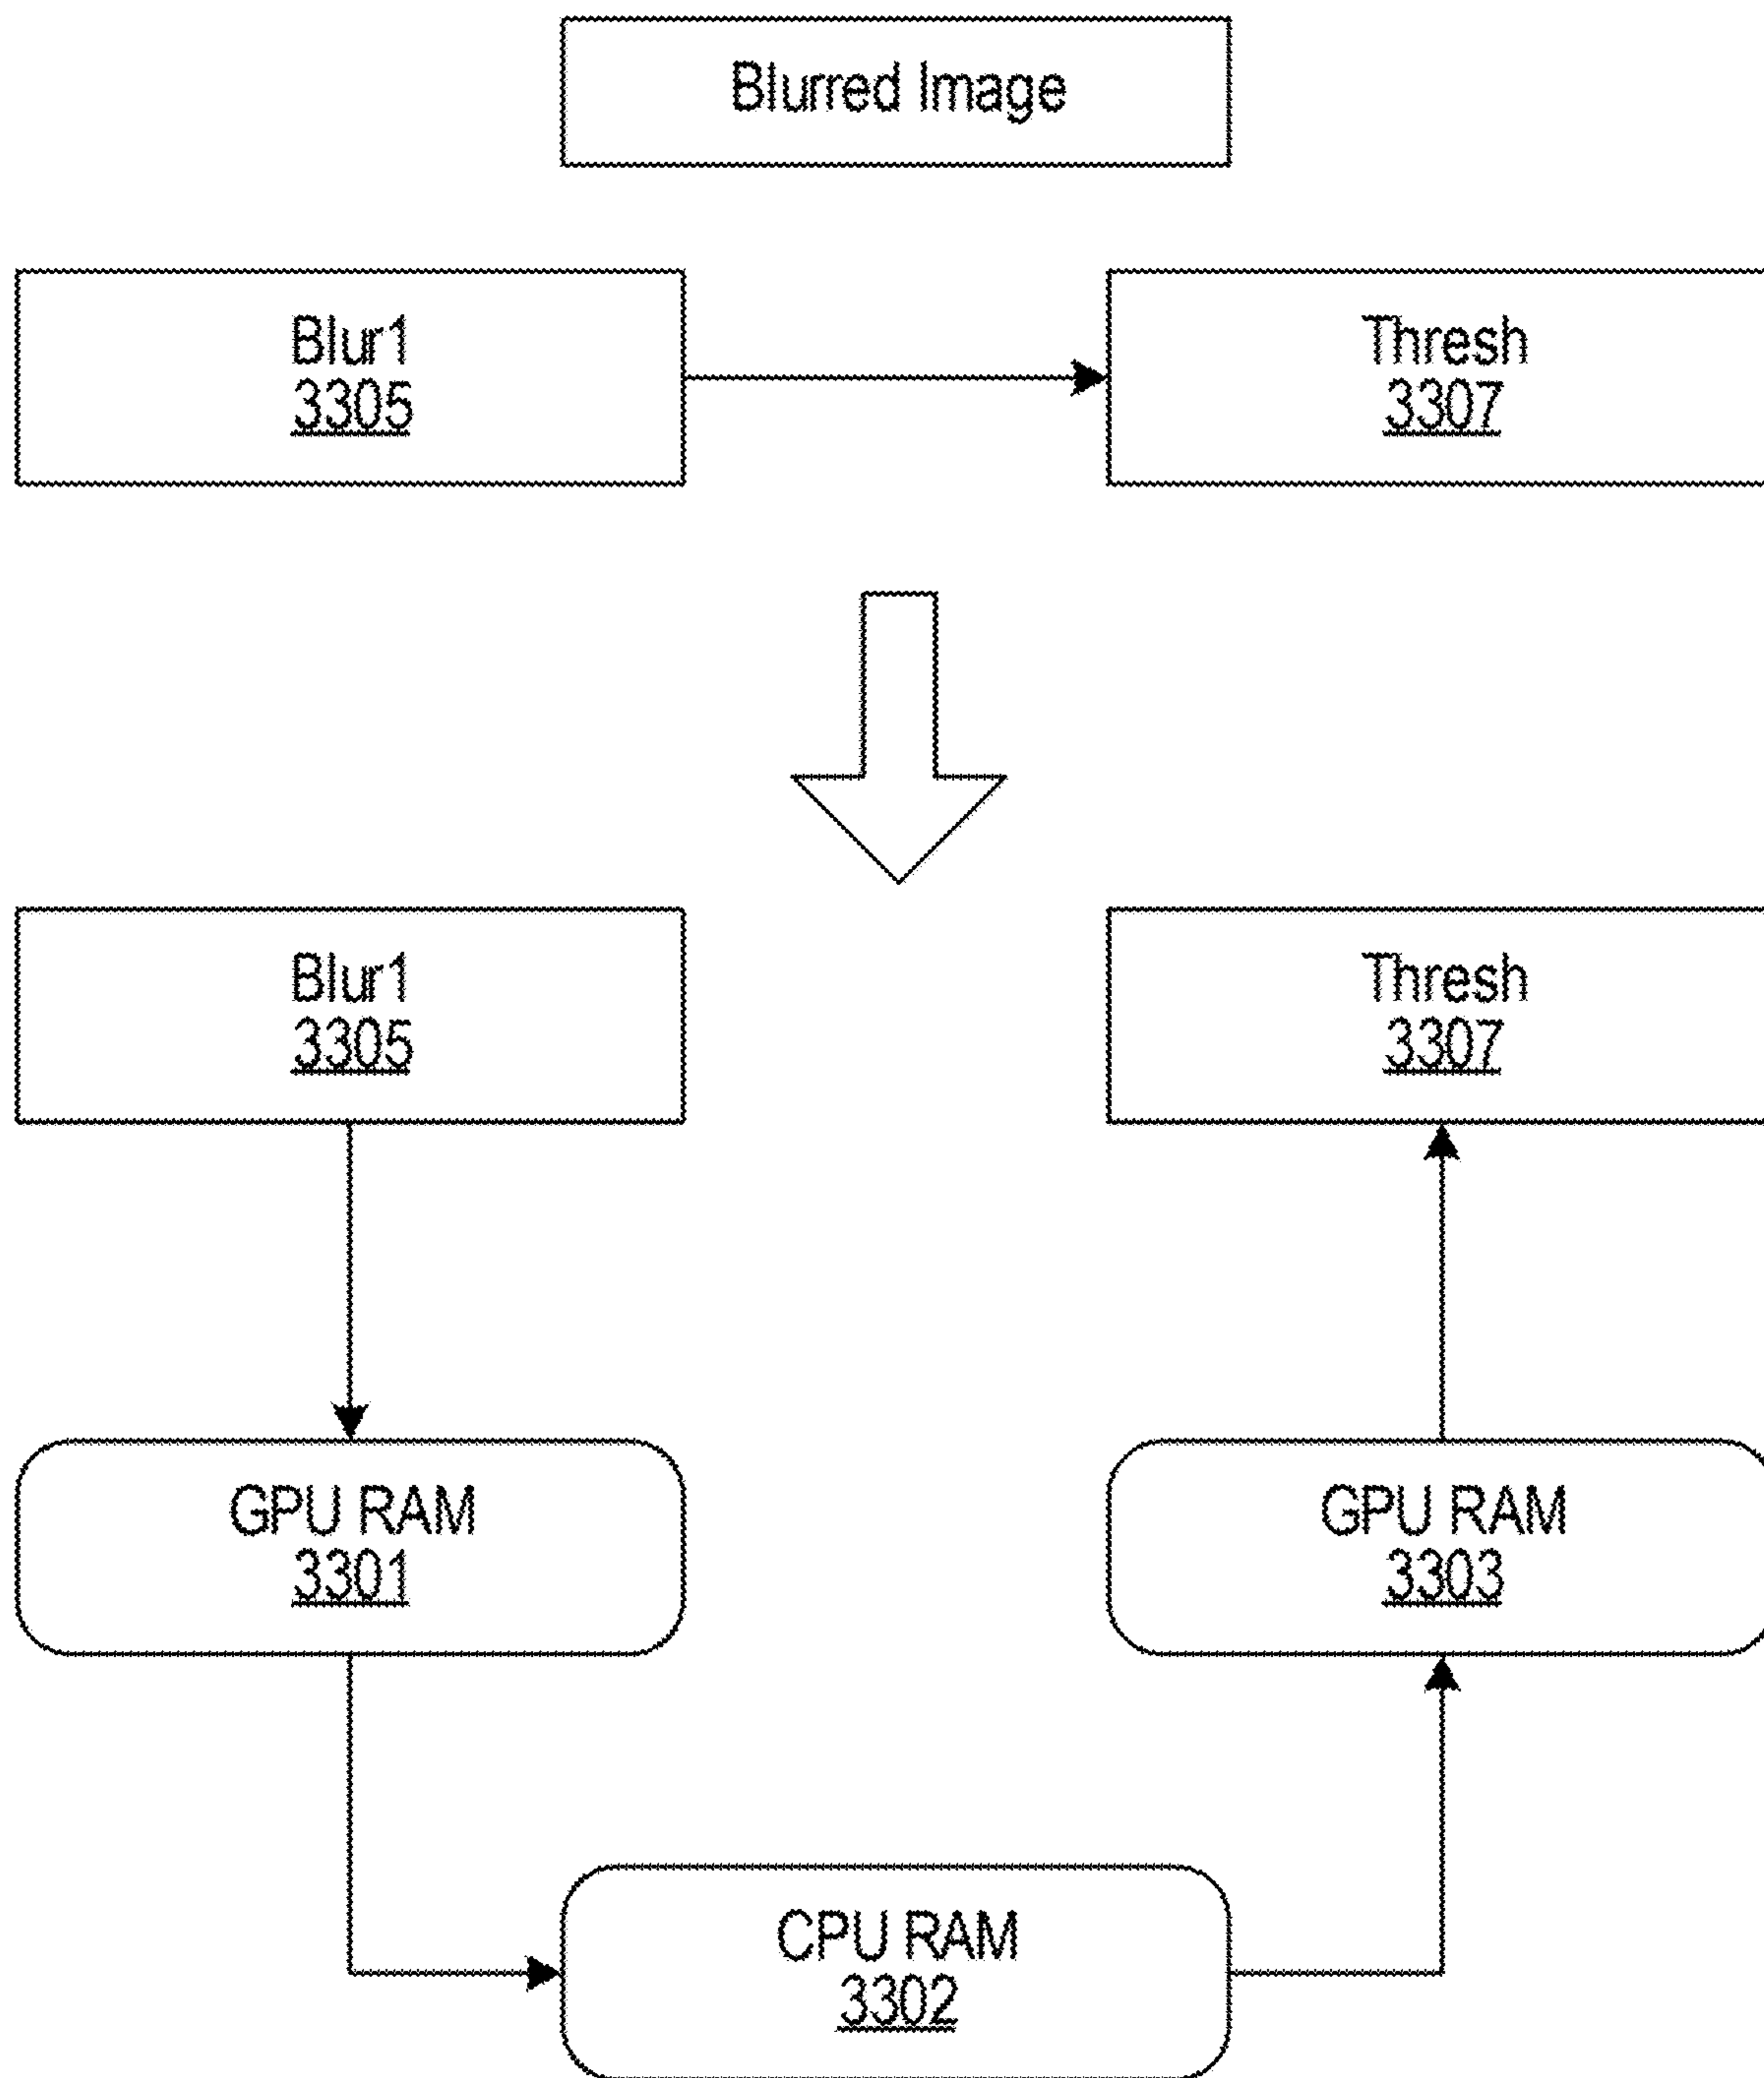 Blurred Image
Blur1
3305
Thresh
3307
Blur1
3305
Thresh
3307
GPU RAM
3301
GPU RAM
3303
CPU RAM
3302